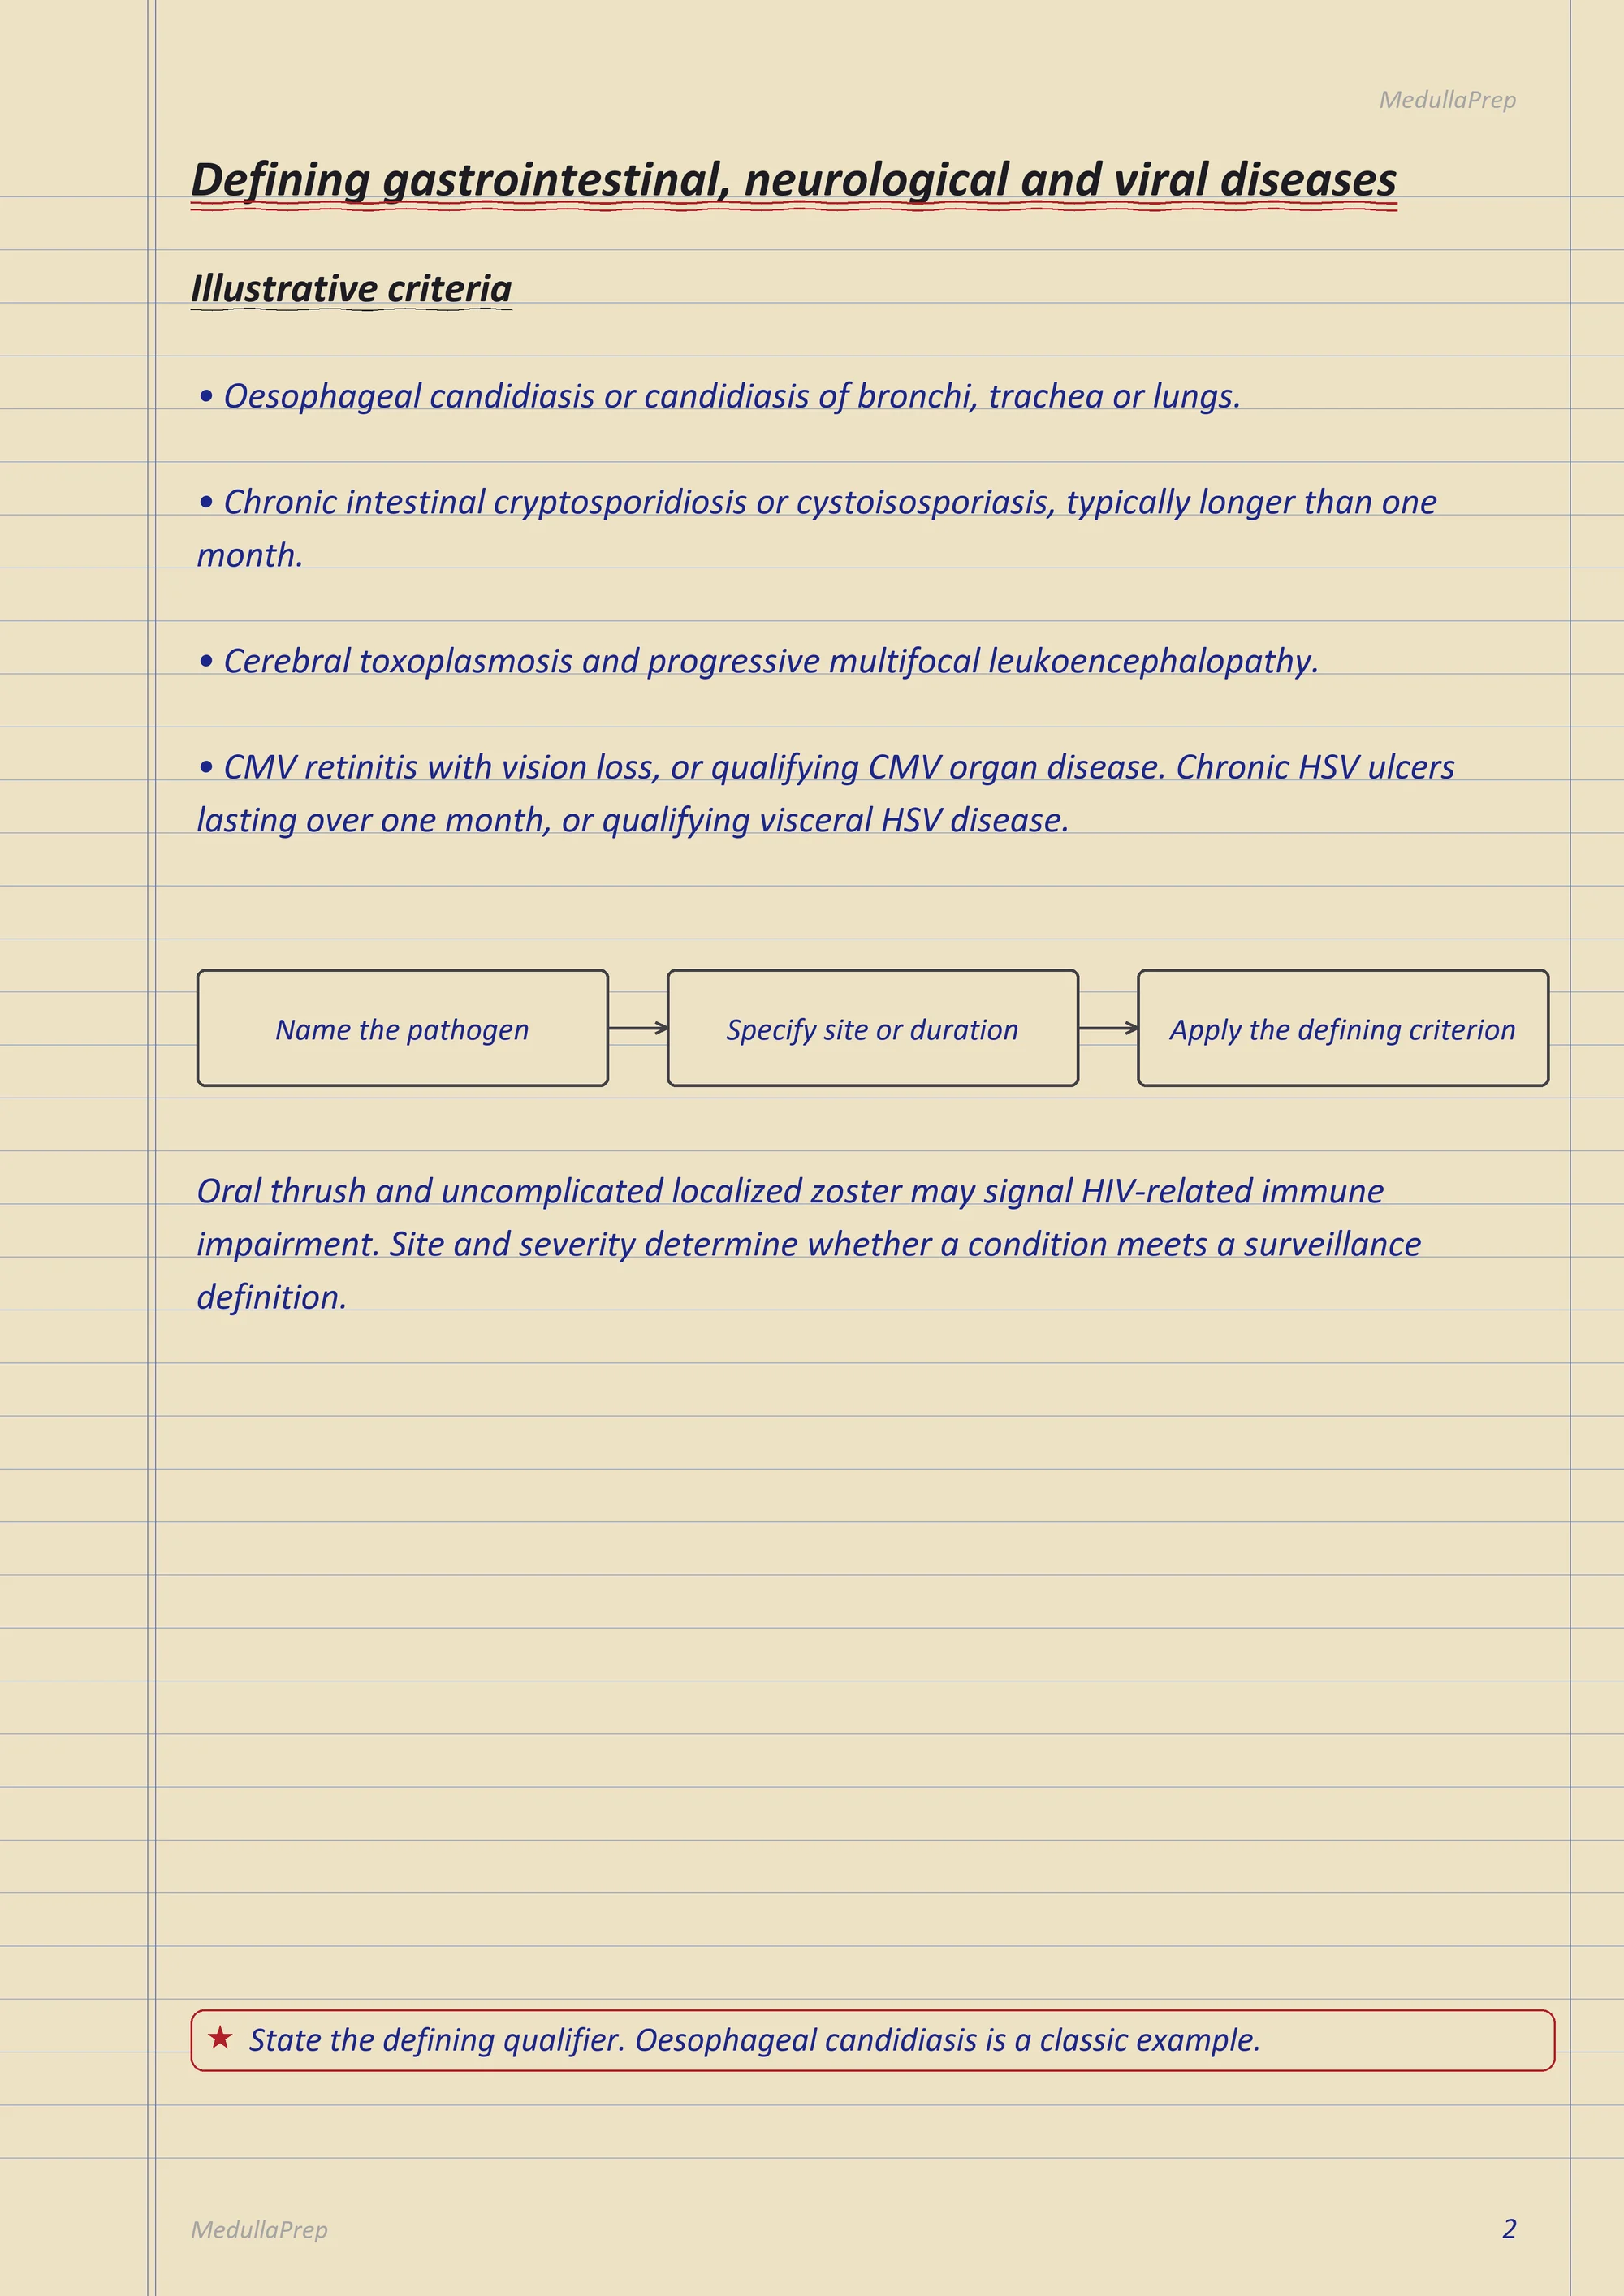 MedullaPrep
Defining gastrointestinal, neurological and viral diseases
Illustrative criteria
• Oesophageal candidiasis or candidiasis of bronchi, trachea or lungs.
• Chronic intestinal cryptosporidiosis or cystoisosporiasis, typically longer than one
month.
• Cerebral toxoplasmosis and progressive multifocal leukoencephalopathy.
• CMV retinitis with vision loss, or qualifying CMV organ disease. Chronic HSV ulcers
lasting over one month, or qualifying visceral HSV disease.
Name the pathogen
Specify site or duration
Apply the defining criterion
Oral thrush and uncomplicated localized zoster may signal HIV-related immune
impairment. Site and severity determine whether a condition meets a surveillance
definition.
★ State the defining qualifier. Oesophageal candidiasis is a classic example.
MedullaPrep
2